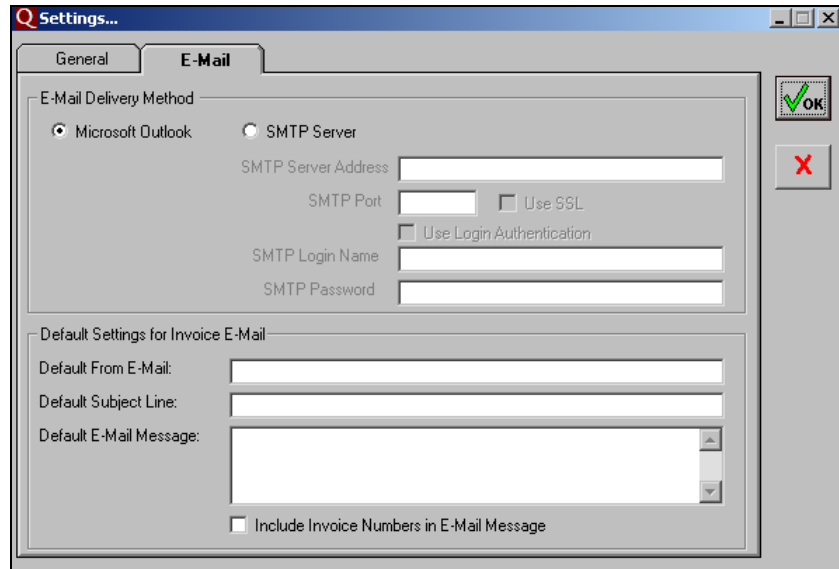 Q Settings...
General E-Mail
E-Mail Delivery Method
Microsoft Outlook SMTP Server
SMTP Server Address
SMTP Port Use SSL
Use Login Authentication
SMTP Login Name
SMTP Password
OK
X
Default Settings for Invoice E-Mail
Default From E-Mail:
Default Subject Line:
Default E-Mail Message:
Include Invoice Numbers in E-Mail Message